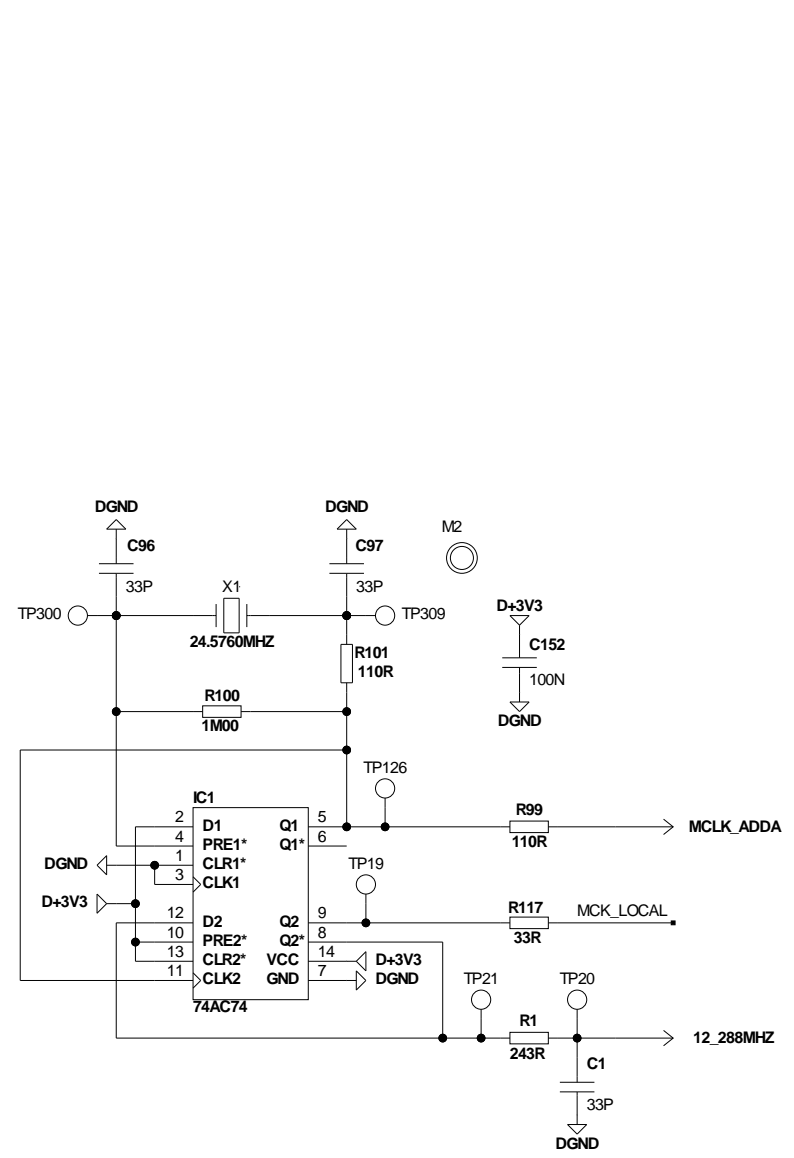 DGND
DGND
M2
C96
C97
33P
X1
33P
TP300
TP309
D+3V3
24.5760MHZ
C152
R101
110R
100N
R100
DGND
1M00
TP126
IC1
R99
2 D1 Q1 5
MCLK_ADDA
4 PRE1* Q1* 6
110R
DGND
1 CLR1*
TP19
3 CLK1
D+3V3
R117
MCK_LOCAL
12 D2 Q2 9
33R
10 PRE2* Q2* 8
13 CLR2* VCC 14 D+3V3
11 CLK2 GND 7 DGND
TP21
TP20
74AC74
R1
12_288MHZ
243R
C1
33P
DGND